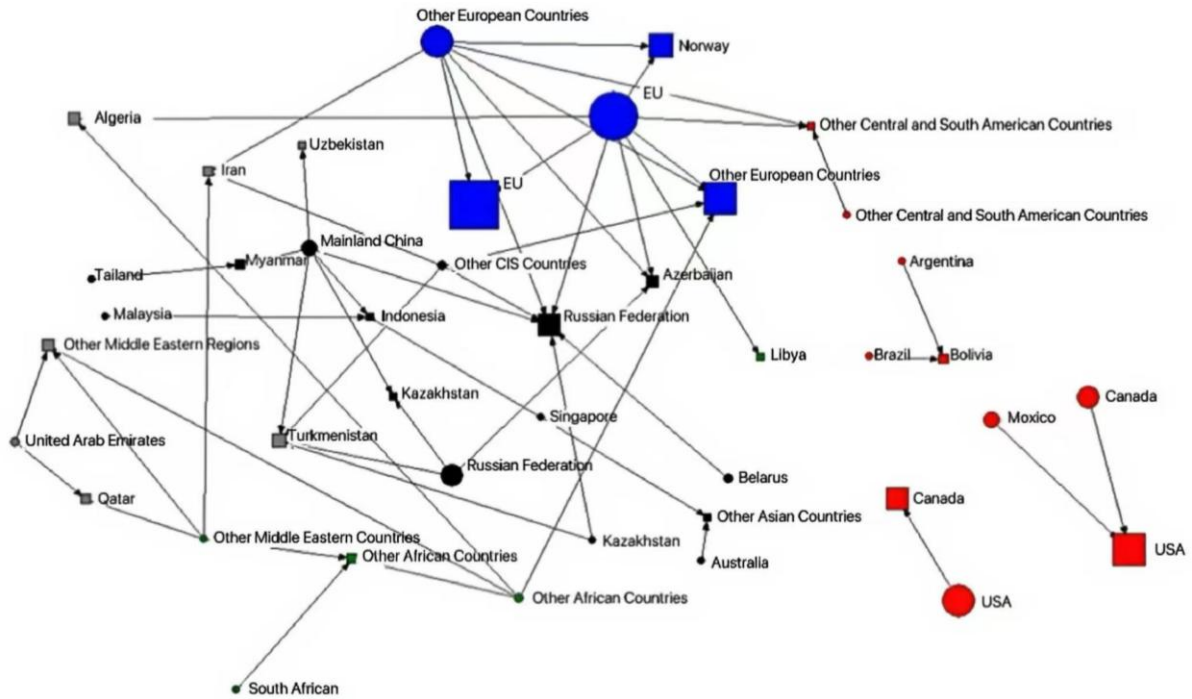 Other European Countries
Norway
EU
Algeria
Other Central and South American Countries
Uzbekistan
Iran
EU
Other European Countries
Other Central and South American Countries
Mainland China
Myanmar
Other CIS Countries
Argentina
Tailand
Azerbaijan
Malaysia
Indonesia
Russian Federation
Other Middle Eastern Regions
Libya
Brazil
Bolivia
Kazakhstan
Canada
Singapore
Moxico
Turkmenistan
United Arab Emirates
Russian Federation
Belarus
Qatar
Canada
Other Asian Countries
Other Middle Eastern Countries
Kazakhstan
USA
Other African Countries
Australia
Other African Countries
USA
South African